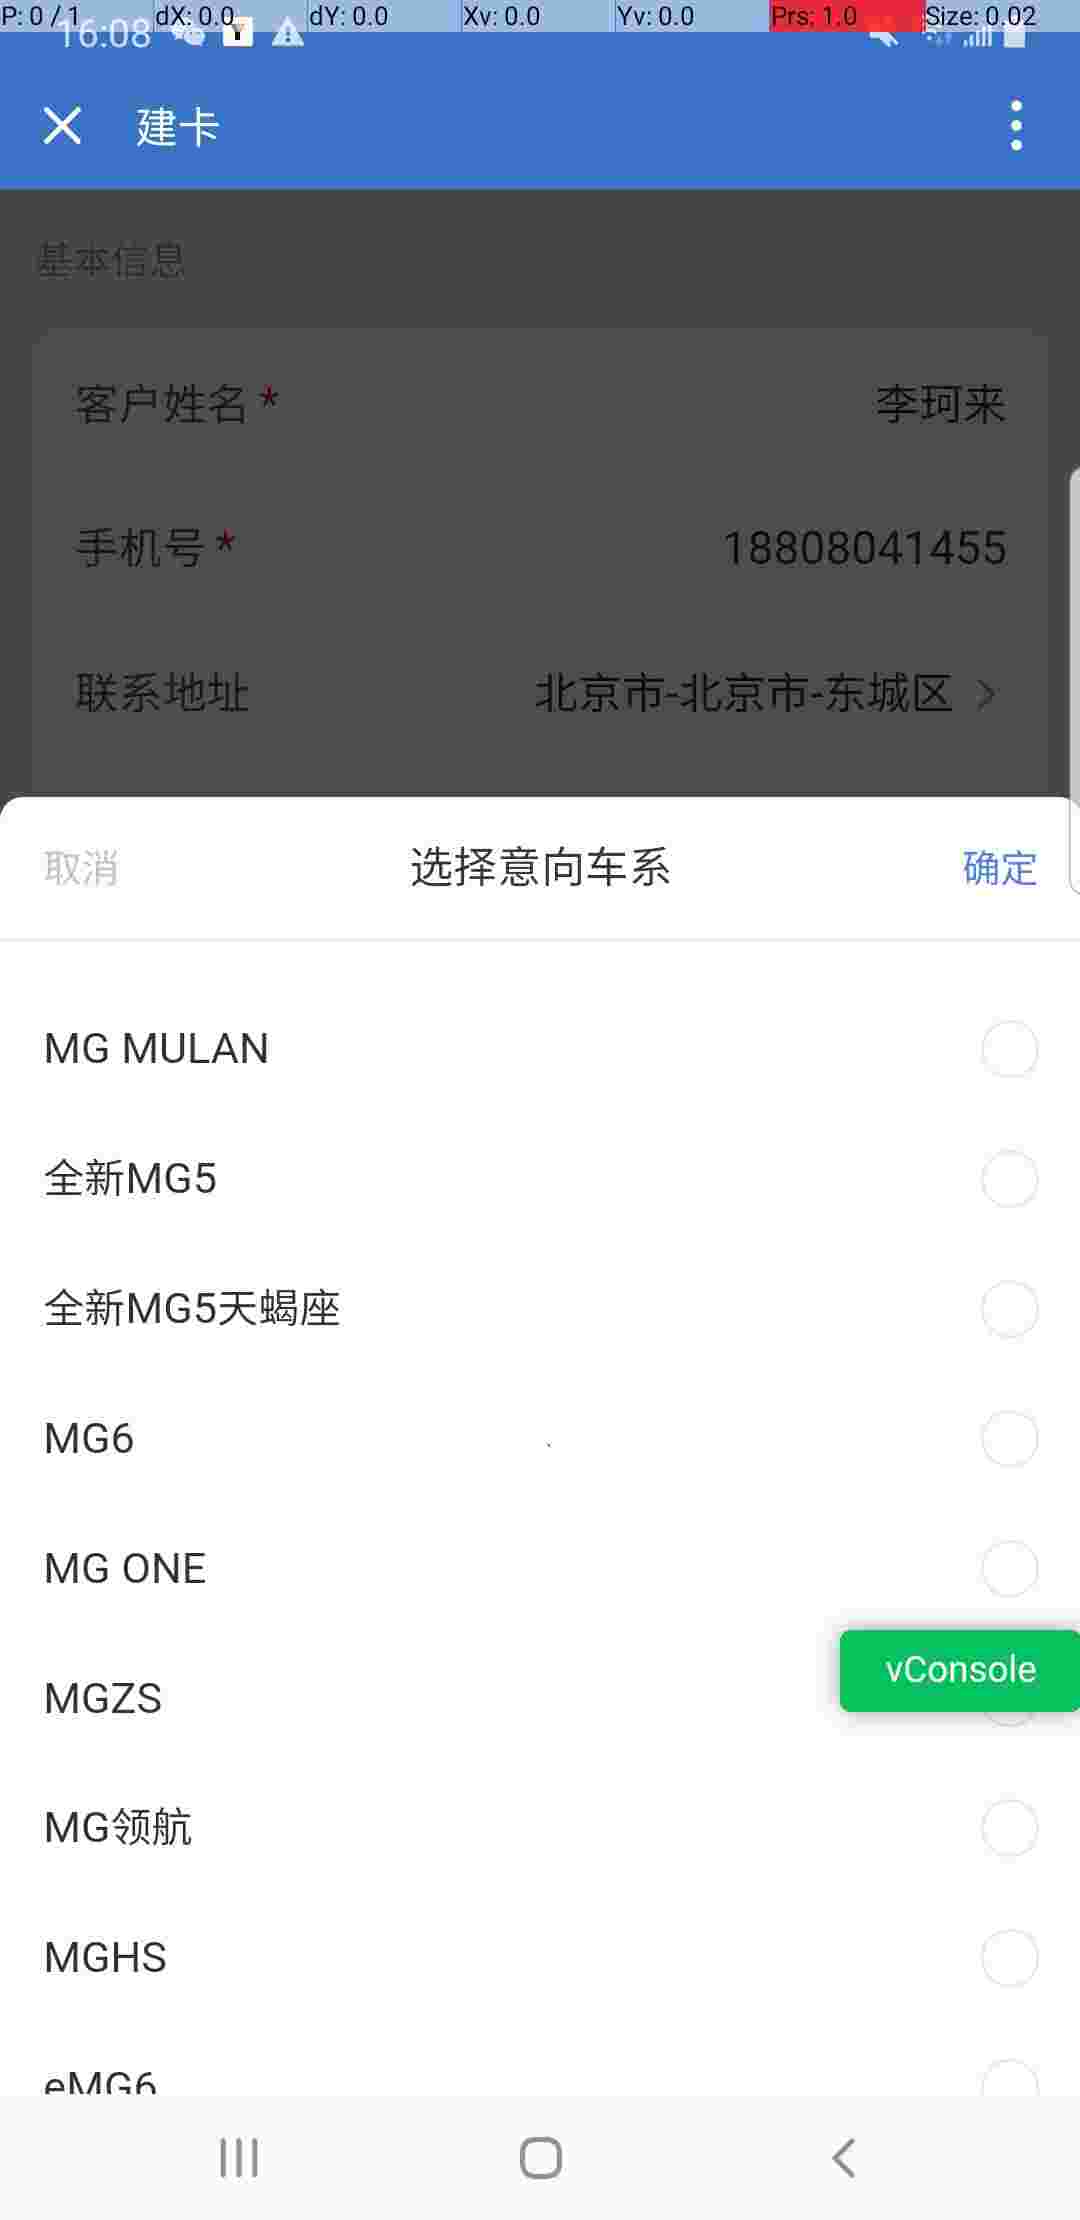 P: 0 / 1 dX: 0.0 dY: 0.0 Xv: 0.0 Yv: 0.0 Prs: 1.0 Size: 0.02
16:08
建卡
基本信息
客户姓名 * 李珂来
手机号 * 18808041455
联系地址 北京市-北京市-东城区
取消 选择意向车系 确定
MG MULAN
全新MG5
全新MG5天蝎座
MG6
MG ONE
vConsole
MGZS
MG领航
MGHS
eMG6